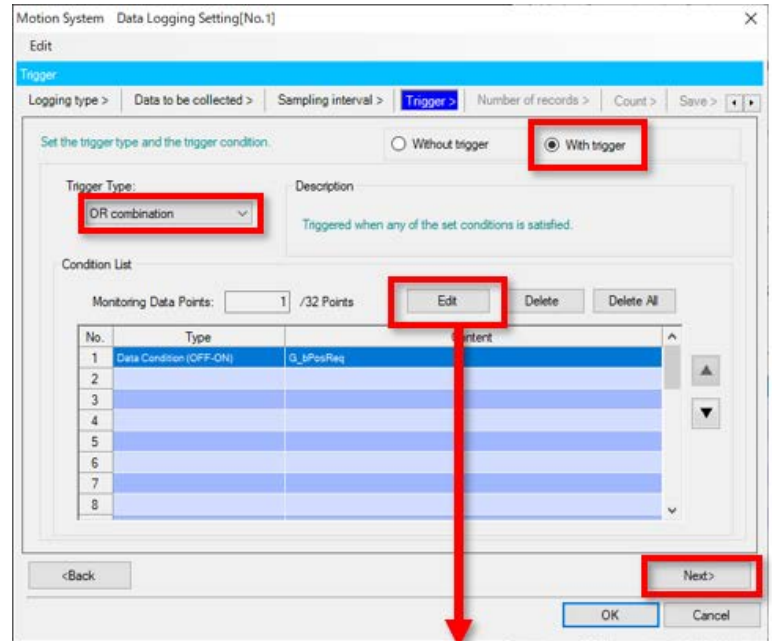 Motion System Data Logging Setting[No.1]
Edit
Trigger
Logging type > Data to be collected > Sampling interval > Trigger > Number of records > Count > Save >
Set the trigger type and the trigger condition. Without trigger With trigger
Trigger Type: Description
OR combination
Triggered when any of the set conditions is satisfied.
Condition List
Monitoring Data Points: 1 /32 Points Edit Delete Delete All
No. Type
1 Data Condition (OFF-ON) G_bPosReq
2
3
4
5
6
7
8
<Back Next>
OK Cancel